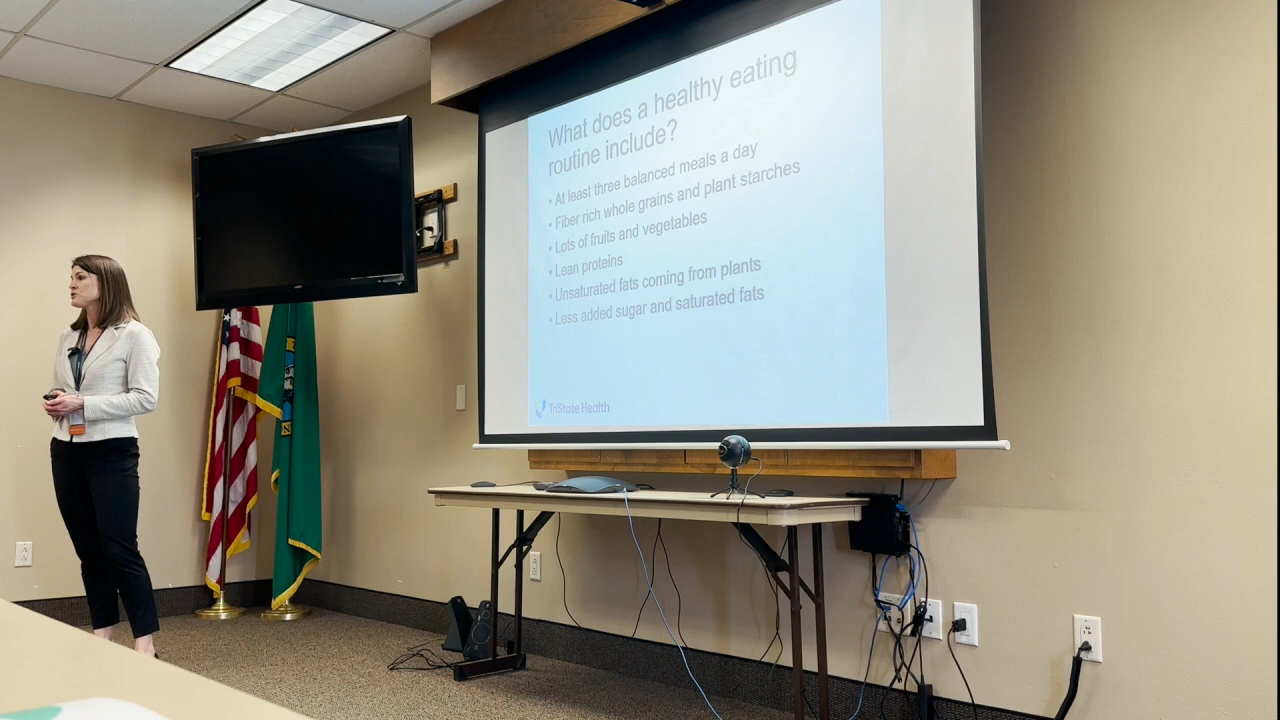 What does a healthy eating
routine include?
• At least three balanced meals a day
• Fiber rich whole grains and plant starches
• Lots of fruits and vegetables
• Lean proteins
• Unsaturated fats coming from plants
• Less added sugar and saturated fats
TriState Health